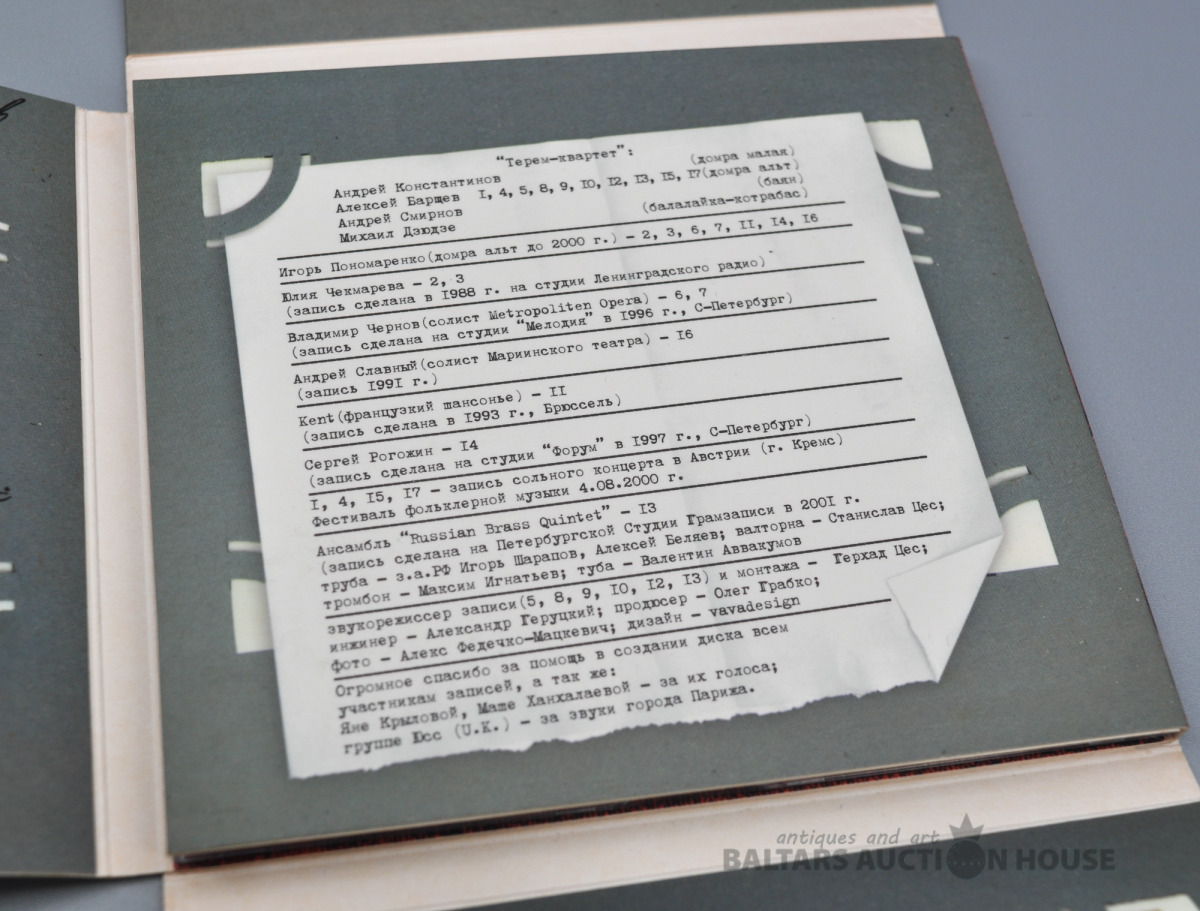 “Терем-квартет”:
Андрей Константинов (домра малая)
Алексей Барщев I, 4, 5, 8, 9, IO, I2, I3, I5, I7(домра альт)
Андрей Смирнов (баян)
Михаил Дзюдзе (балалайка-котрабас)
Игорь Пономаренко(домра альт до 2000 г.) - 2, 3, 6, 7, II, I4, I6
Юлия Чекмарева - 2, 3
(запись сделана в I988 г. на студии Ленинградского радио)
Владимир Чернов(солист Metropoliten Opera) - 6, 7
(запись сделана на студии “Мелодия” в I996 г., С-Петербург)
Андрей Славный(солист Мариинского театра) - I6
(запись I99I г.)
Kent(французкий шансонье) - II
(запись сделана в I993 г., Брюссель)
Сергей Рогожин - I4
(запись сделана на студии “Форум” в I997 г., С-Петербург)
I, 4, I5, I7 - запись сольного концерта в Австрии (г. Кремс)
Фестиваль фольклерной музыки 4.08.2000 г.
Ансамбль “Russian Brass Quintet” - I3
(запись сделана на Петербургской Студии Грамзаписи в 200I г.
труба - з.а.РФ Игорь Шарапов, Алексей Беляев; валторна - Станислав Цес;
тромбон - Максим Игнатьев; туба - Валентин Аввакумов
звукорежиссер записи(5, 8, 9, IO, I2, I3) и монтажа - Герхад Цес;
инжинер - Александр Геруцкий; продюсер - Олег Грабко;
фото - Алекс Федечко-Мацкевич; дизайн - vavadesign
Огромное спасибо за помощь в создании диска всем
участникам записей, а так же:
Яне Крыловой, Маше Ханхалаевой - за их голоса;
группе Юсс (U.K.) - за звуки города Парижа.
antiques and art
BALTARS AUCTION HOUSE